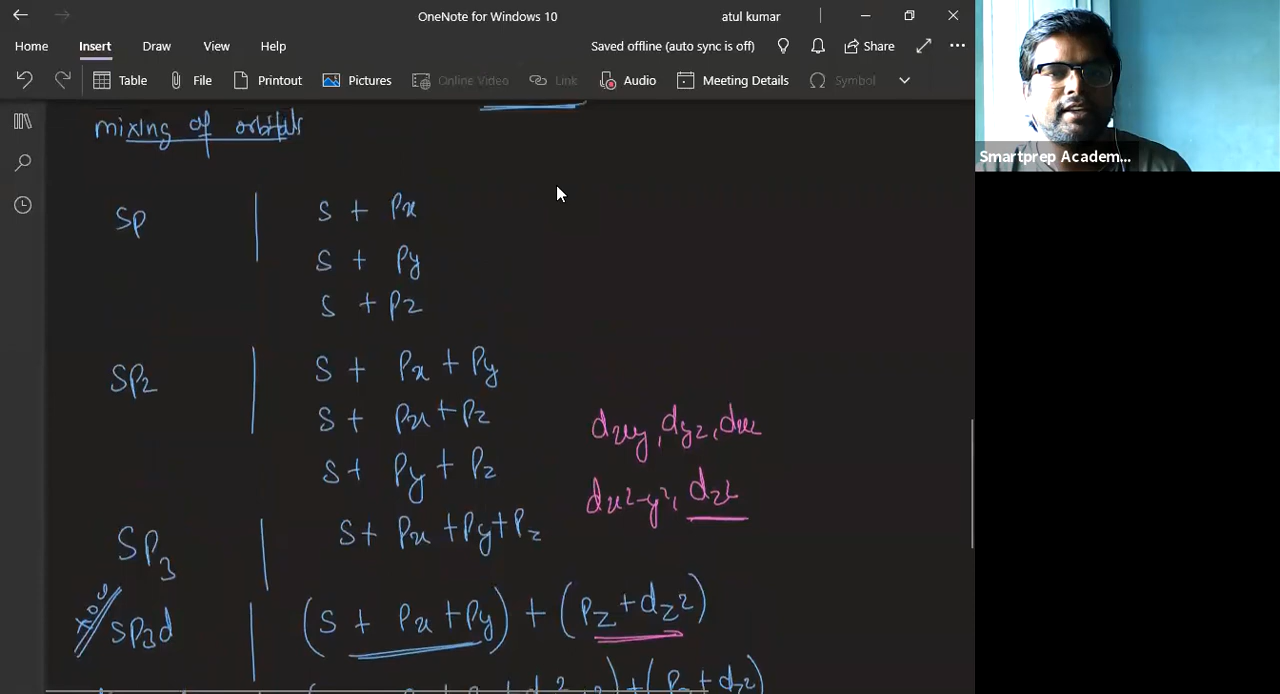 OneNote for Windows 10
atul kumar
Home Insert Draw View Help
Saved offline (auto sync is off) Share
Table File Printout Pictures Online Video Link Audio Meeting Details Symbol
Smartprep Academ...
mixing of orbitals
SP | S + Px
S + Py
S + Pz
SP2 | S + Px + Py
S + Px + Pz
S + Py + Pz
dxy, dyz, dxz
dx²-y², dz²
SP3 | S + Px + Py + Pz
SP3d | (S + Px + Py) + (Pz + dz²)